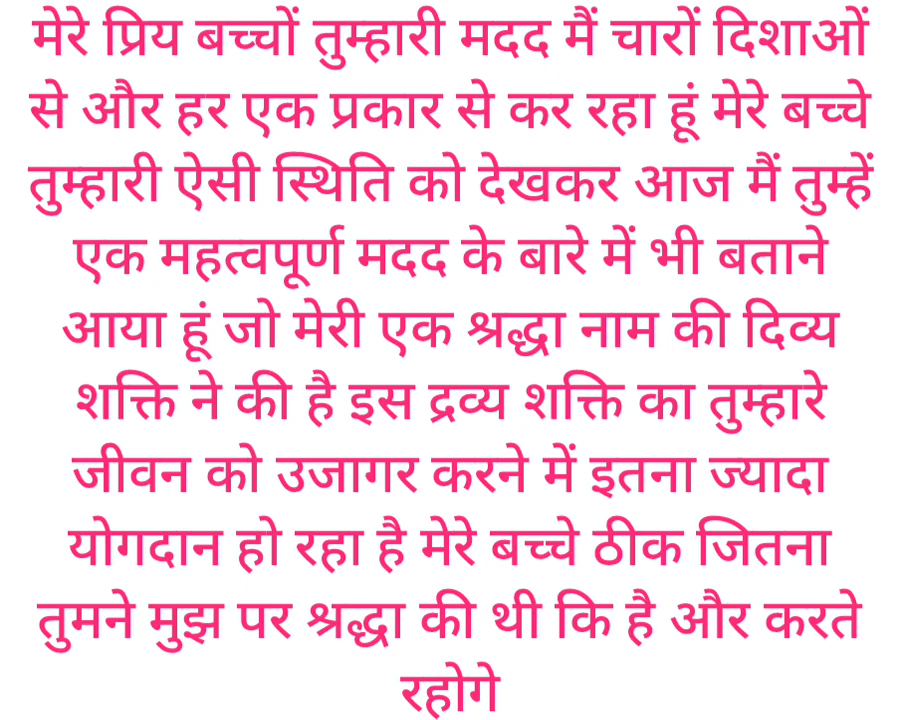 मेरे प्रिय बच्चों तुम्हारी मदद मैं चारों दिशाओं
से और हर एक प्रकार से कर रहा हूं मेरे बच्चे
तुम्हारी ऐसी स्थिति को देखकर आज मैं तुम्हें
एक महत्वपूर्ण मदद के बारे में भी बताने
आया हूं जो मेरी एक श्रद्धा नाम की दिव्य
शक्ति ने की है इस द्रव्य शक्ति का तुम्हारे
जीवन को उजागर करने में इतना ज्यादा
योगदान हो रहा है मेरे बच्चे ठीक जितना
तुमने मुझ पर श्रद्धा की थी कि है और करते
रहोगे